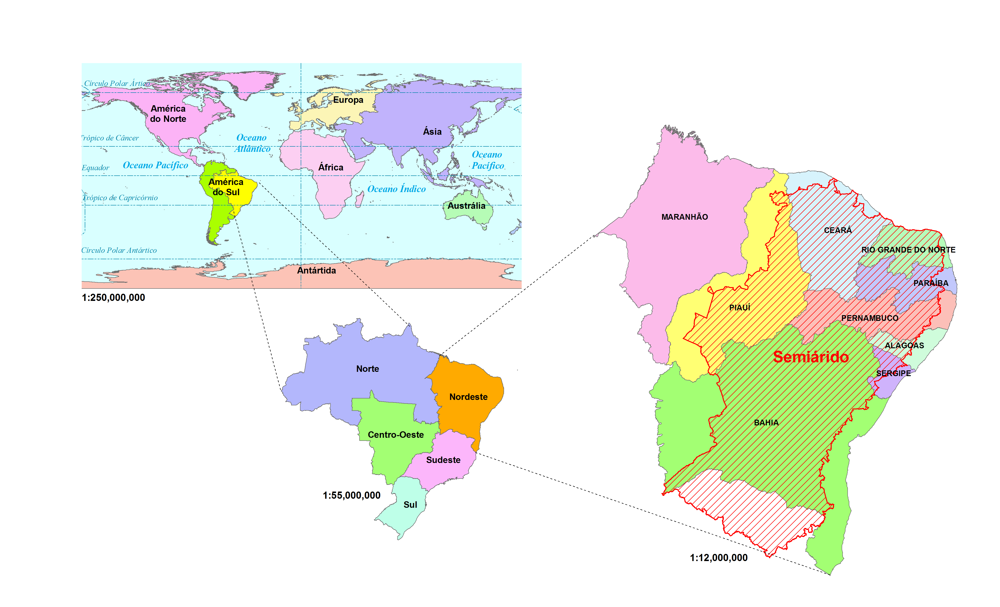 Círculo Polar Ártico
Europa
América
do Norte
Ásia
Trópico de Câncer
Oceano
Atlântico
Oceano
Pacífico
Equador
Oceano Pacífico
África
América
do Sul
Oceano Índico
Trópico de Capricórnio
Austrália
Círculo Polar Antártico
Antártida
1:250,000,000
Norte
Nordeste
Centro-Oeste
Sudeste
1:55,000,000
Sul
MARANHÃO
CEARÁ
RIO GRANDE DO NORTE
PARAÍBA
PIAUÍ
PERNAMBUCO
ALAGOAS
Semiárido
SERGIPE
BAHIA
1:12,000,000